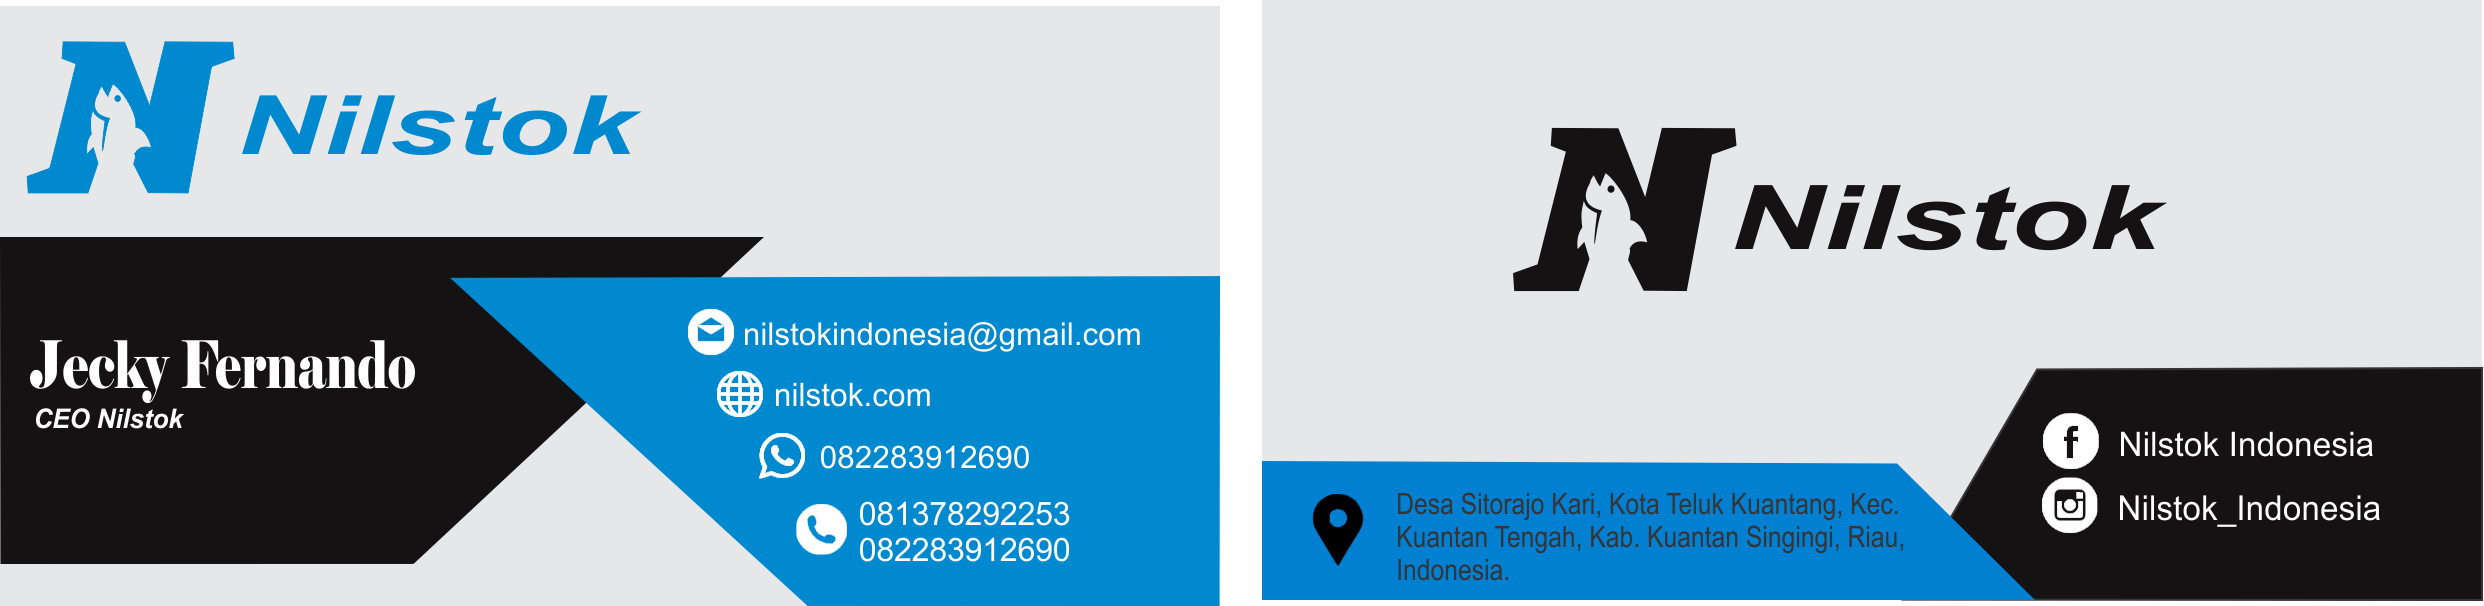 Nilstok
Jecky Fernando
CEO Nilstok
nilstokindonesia@gmail.com
nilstok.com
082283912690
081378292253
082283912690
Nilstok
Desa Sitorajo Kari, Kota Teluk Kuantang, Kec.
Kuantan Tengah, Kab. Kuantan Singingi, Riau,
Indonesia.
Nilstok Indonesia
Nilstok_Indonesia